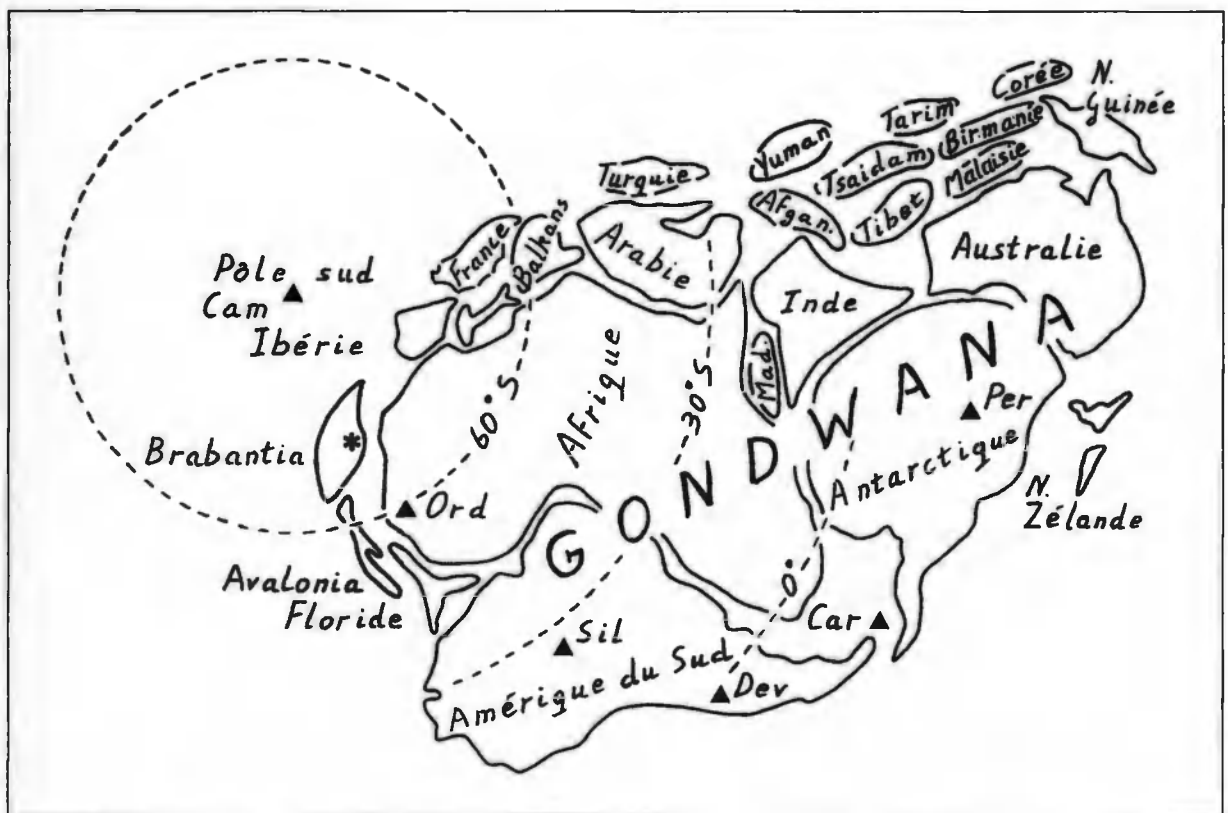 Corée
N.
Guinée
Tarim
Birmanie
Yuman
Tsaidam
Malaisie
Turquie
Afgan.
Tibet
France
Balkans
Arabie
Australie
Pôle sud
Cam
Ibérie
Inde
Afrique
60°S
30°S
Mad.
GONDWANA
Per
Brabantia
*
Antarctique
Ord
N.
Zélande
Avalonia
Floride
0°
Car
Sil
Amérique du Sud
Dev